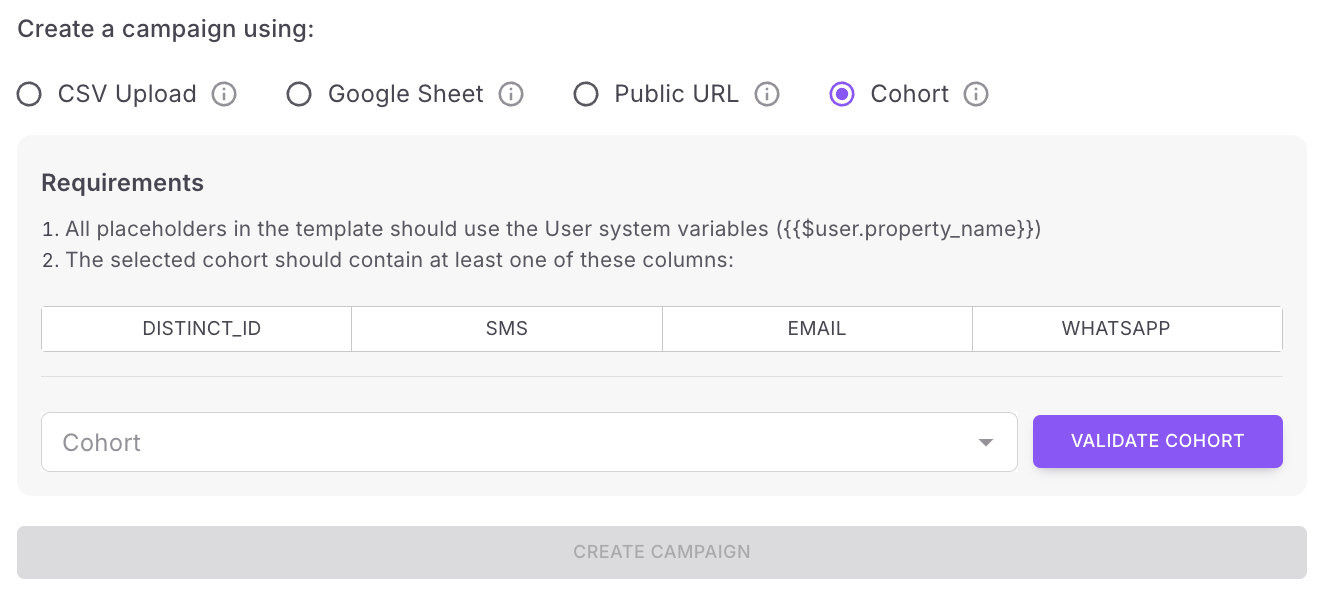 Create a campaign using:
CSV Upload Google Sheet Public URL Cohort
Requirements
1. All placeholders in the template should use the User system variables ({{$user.property_name}})
2. The selected cohort should contain at least one of these columns:
DISTINCT_ID SMS EMAIL WHATSAPP
Cohort VALIDATE COHORT
CREATE CAMPAIGN